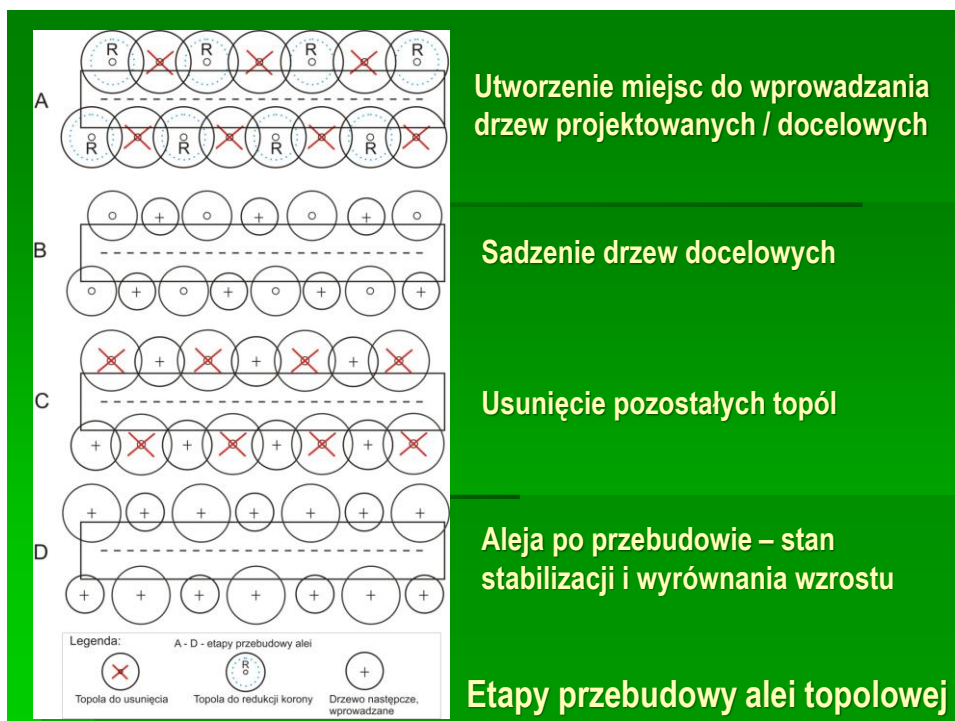 R R R R
A
R R R R
Utworzenie miejsc do wprowadzania
drzew projektowanych / docelowych
B
Sadzenie drzew docelowych
C
Usunięcie pozostałych topól
D
Aleja po przebudowie – stan
stabilizacji i wyrównania wzrostu
Legenda:
A - D - etapy przebudowy alei
R
Topola do usunięcia
Topola do redukcji korony
Drzewo następcze,
wprowadzane
Etapy przebudowy alei topolowej